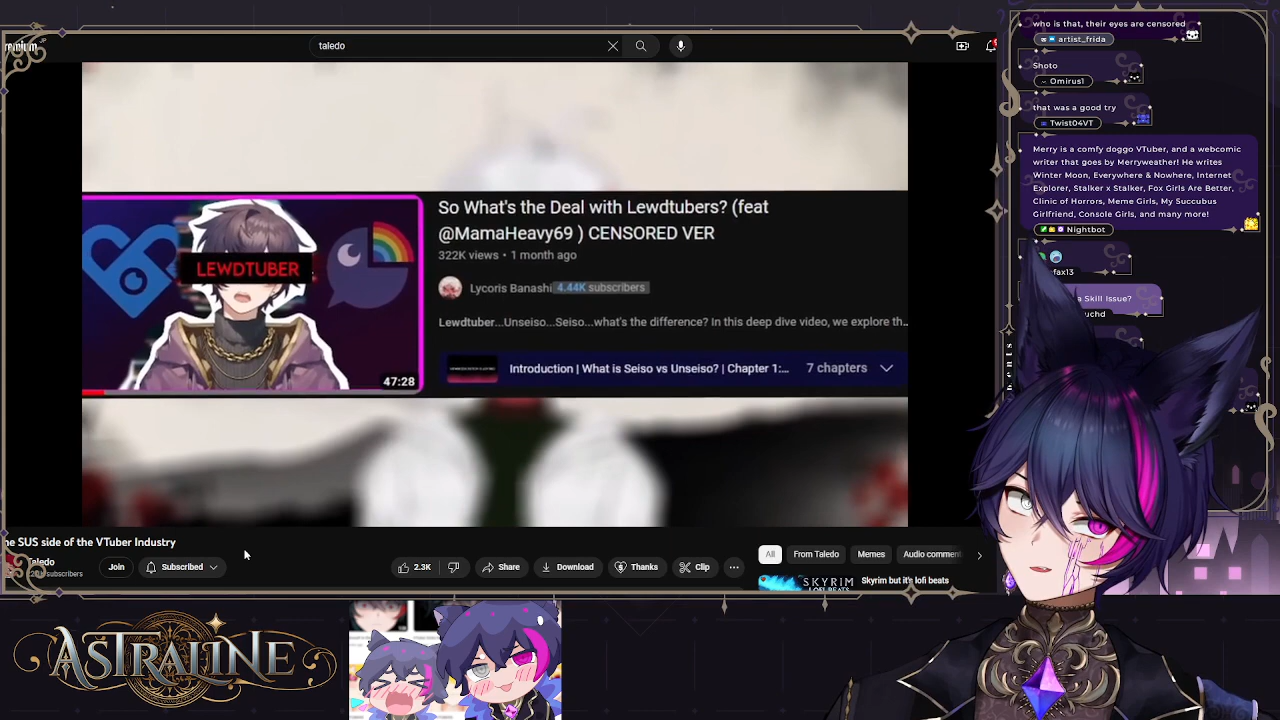 taledo
So What's the Deal with Lewdtubers? (feat
@MamaHeavy69 ) CENSORED VER
322K views • 1 month ago
Lycoris Banashi 4.44K subscribers
Lewdtuber...Unseiso...Seiso...what's the difference? In this deep dive video, we explore th..
LEWDTUBER
47:28
Introduction | What is Seiso vs Unseiso? | Chapter 1:... 7 chapters
he SUS side of the VTuber Industry
Taledo
subscribers
Join
Subscribed
2.3K
Share
Download
Thanks
Clip
All
From Taledo
Memes
Audio comment
SKYRIM
Skyrim but it's lofi beats
ASTRALINE
who is that, their eyes are censored
artist_frida
Shoto
Omirus1
that was a good try
Twist04VT
Merry is a comfy doggo VTuber, and a webcomic
writer that goes by Merryweather! He writes
Winter Moon, Everywhere & Nowhere, Internet
Explorer, Stalker x Stalker, Fox Girls Are Better,
Clinic of Horrors, Meme Girls, My Succubus
Girlfriend, Console Girls, and many more!
Nightbot
fax13
a Skill Issue?
uchd